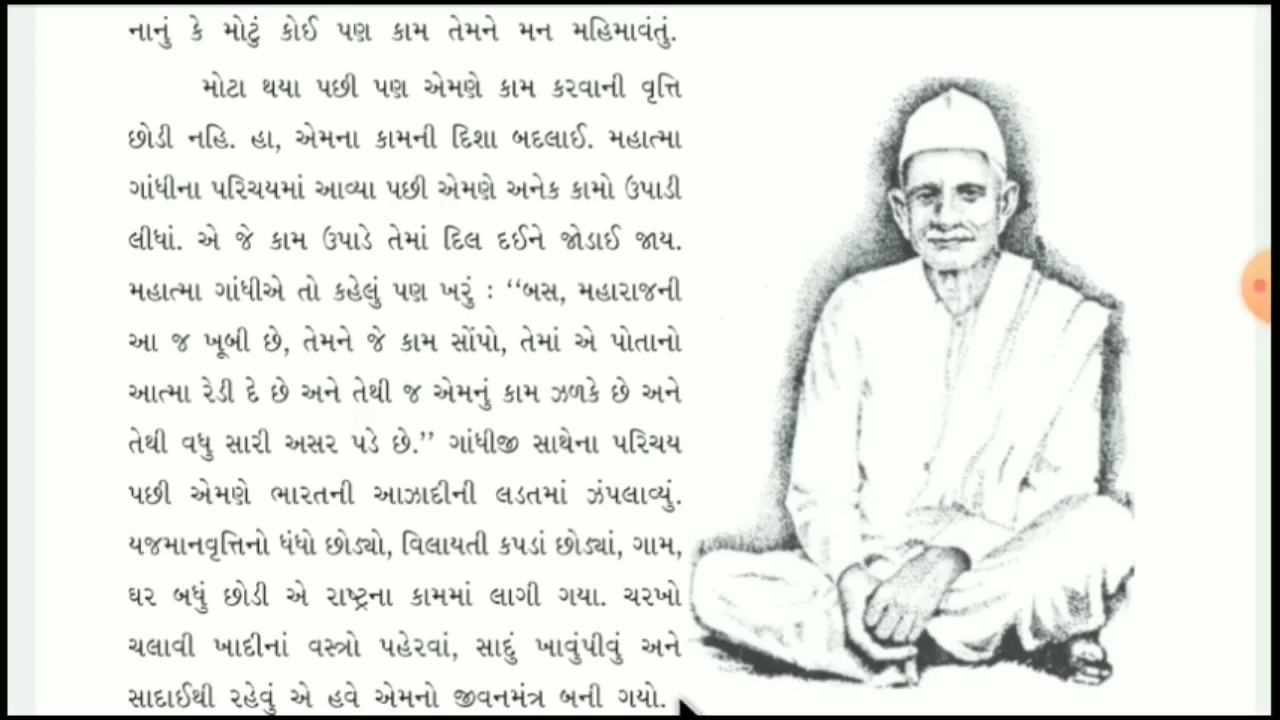 નાનું કે મોટું કોઈ પણ કામ તેમને મન મહિમાવંતું.
મોટા થયા પછી પણ એમણે કામ કરવાની વૃત્તિ
છોડી નહિ. હા, એમના કામની દિશા બદલાઈ. મહાત્મા
ગાંધીના પરિચયમાં આવ્યા પછી એમણે અનેક કામો ઉપાડી
લીધાં. એ જે કામ ઉપાડે તેમાં દિલ દઈને જોડાઈ જાય.
મહાત્મા ગાંધીએ તો કહેલું પણ ખરું : “બસ, મહારાજની
આ જ ખૂબી છે, તેમને જે કામ સોંપો, તેમાં એ પોતાનો
આત્મા રેડી દે છે અને તેથી જ એમનું કામ ઝળકે છે અને
તેથી વધુ સારી અસર પડે છે.” ગાંધીજી સાથેના પરિચય
પછી એમણે ભારતની આઝાદીની લડતમાં ઝંપલાવ્યું.
યજમાનવૃત્તિનો ધંધો છોડ્યો, વિલાયતી કપડાં છોડ્યાં, ગામ,
ઘર બધું છોડી એ રાષ્ટ્રના કામમાં લાગી ગયા. ચરખો
ચલાવી ખાદીનાં વસ્ત્રો પહેરવાં, સાદું ખાવુંપીવું અને
સાદાઈથી રહેવું એ હવે એમનો જીવનમંત્ર બની ગયો.